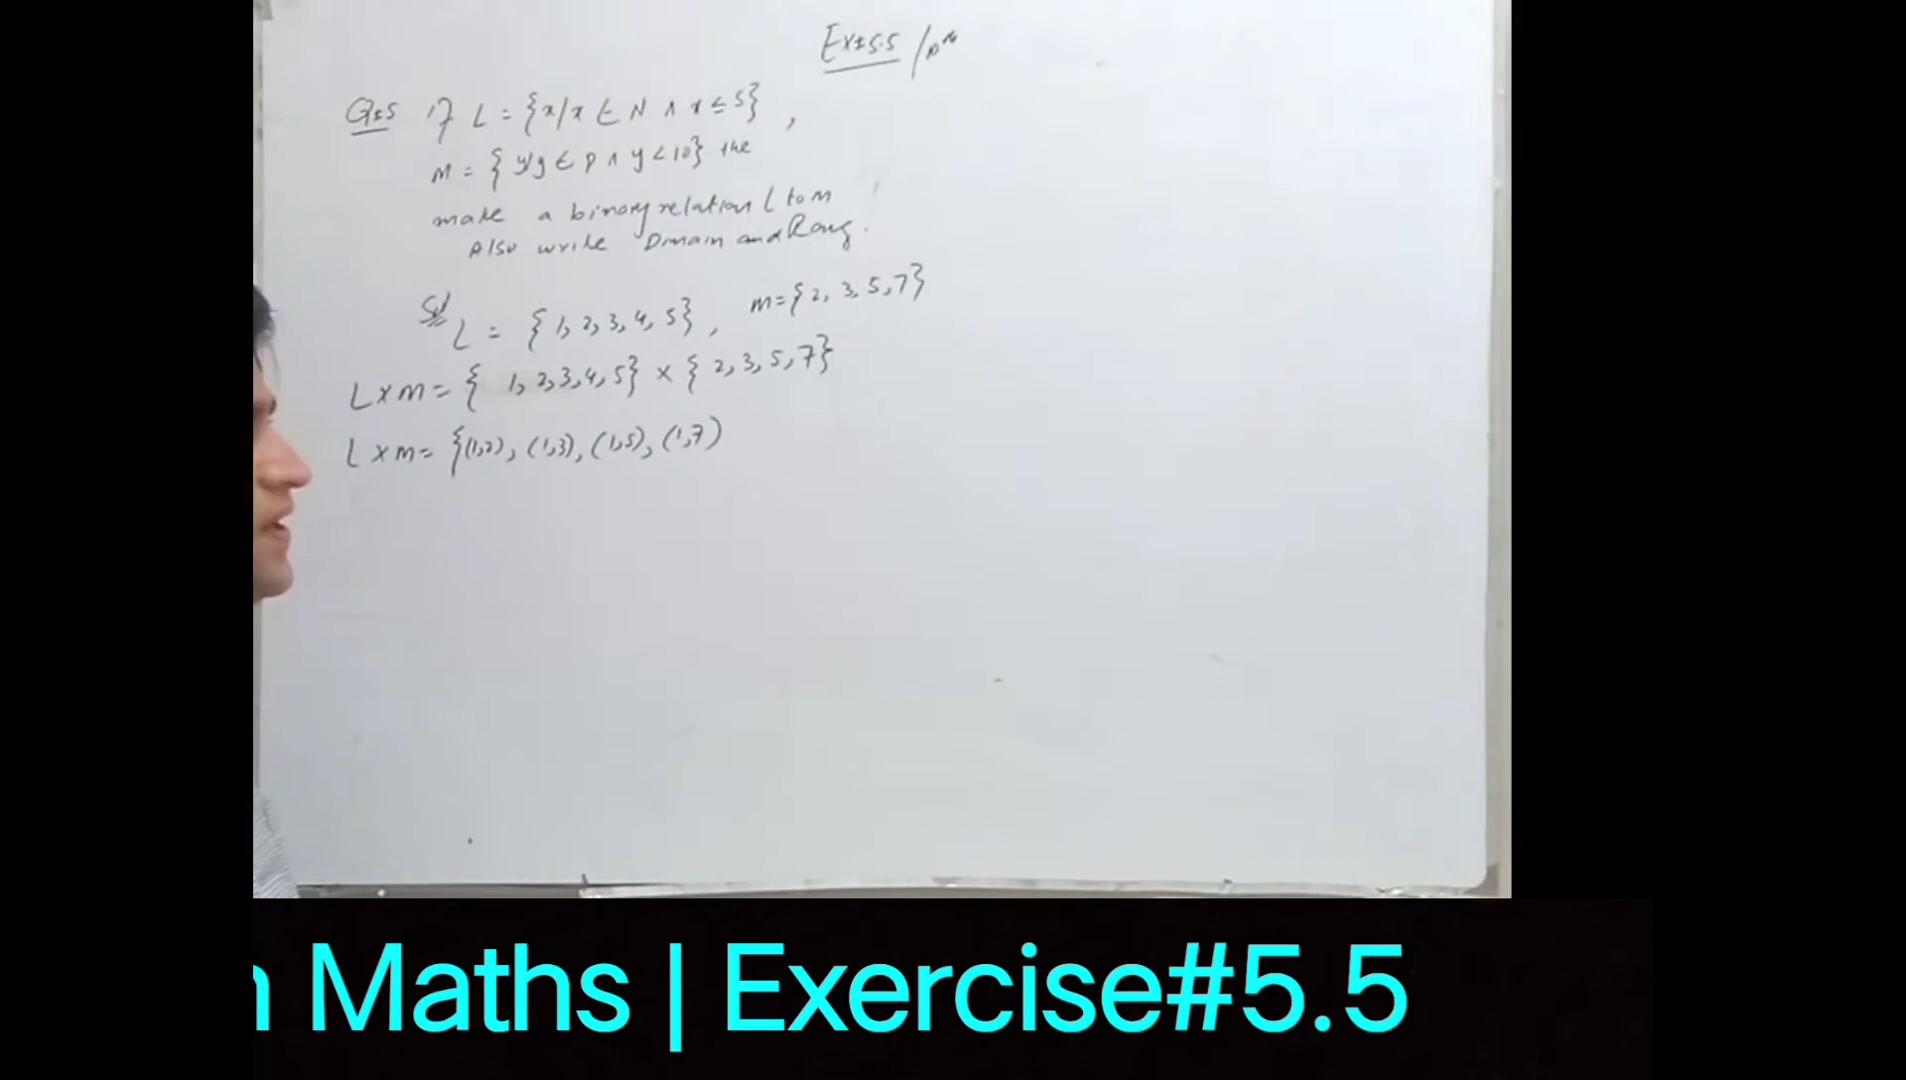 Ex#5.5 / 10th
Q#5 if L = {x/x ∈ N ∧ x ≤ 5} ,
M = { y/y ∈ P ∧ y < 10} the
make a binary relation L to M
Also write Domain and Rang.
Sol
L = { 1, 2, 3, 4, 5} , M = { 2, 3, 5, 7 }
L x M = { 1, 2, 3, 4, 5} x { 2, 3, 5, 7}
L x M = {(1,2), (1,3), (1,5), (1,7)
Maths | Exercise#5.5